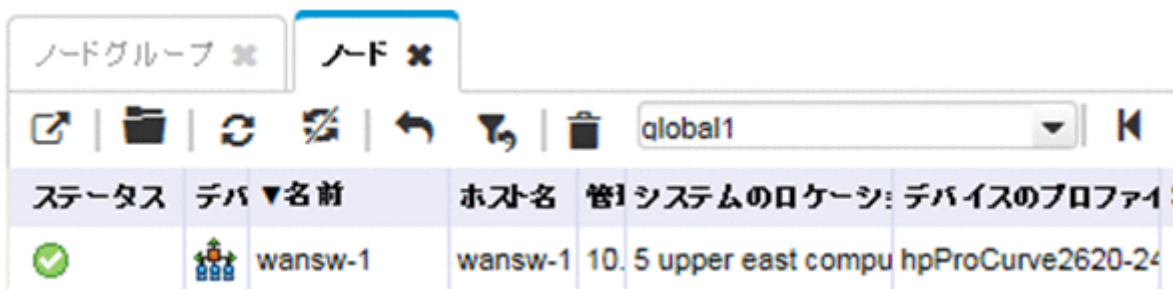 ノードグループ ノード
global1
ステータス デバ ▼名前 ホスト名 管理 システムのロケーショ デバイスのプロファイ
wansw-1 wansw-1 10. 5 upper east compu hpProCurve2620-24